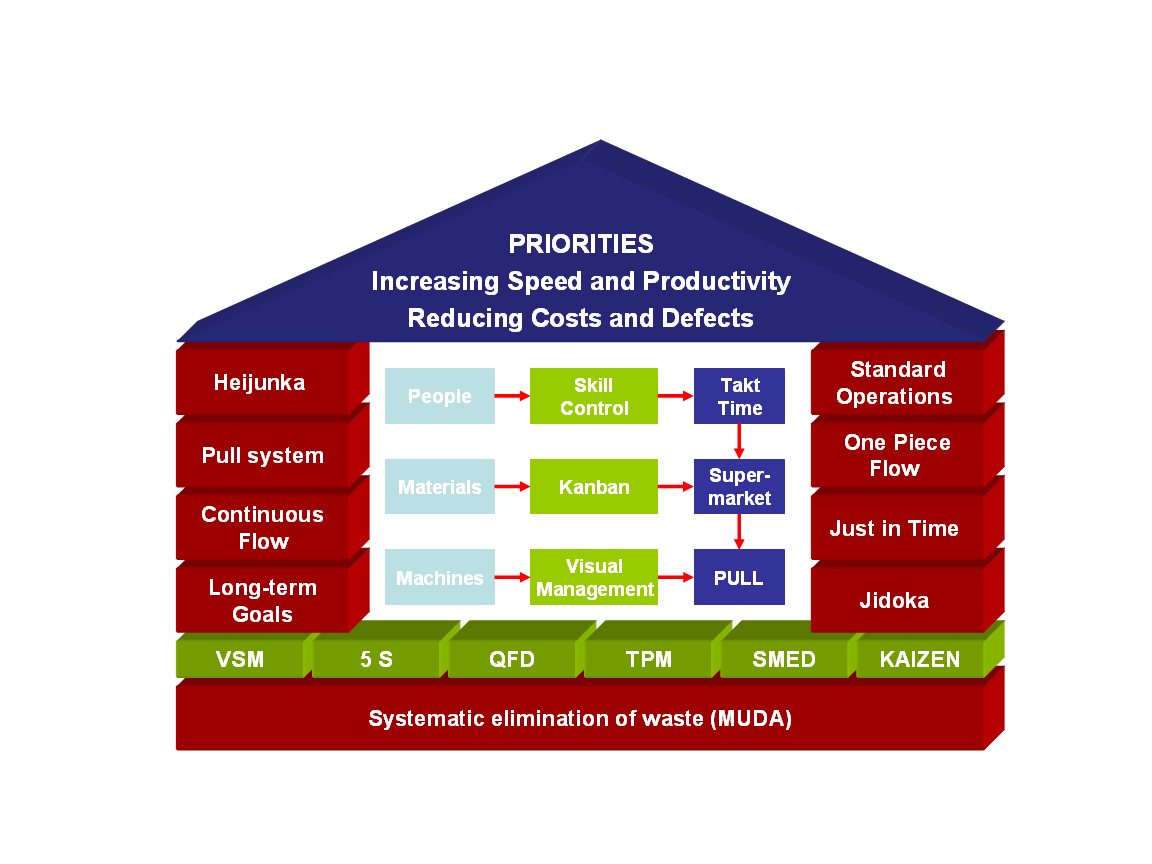 PRIORITIES
Increasing Speed and Productivity
Reducing Costs and Defects
Heijunka
Pull system
Continuous
Flow
Long-term
Goals
People
Skill
Control
Takt
Time
Materials
Kanban
Super-
market
Machines
Visual
Management
PULL
Standard
Operations
One Piece
Flow
Just in Time
Jidoka
VSM
5 S
QFD
TPM
SMED
KAIZEN
Systematic elimination of waste (MUDA)